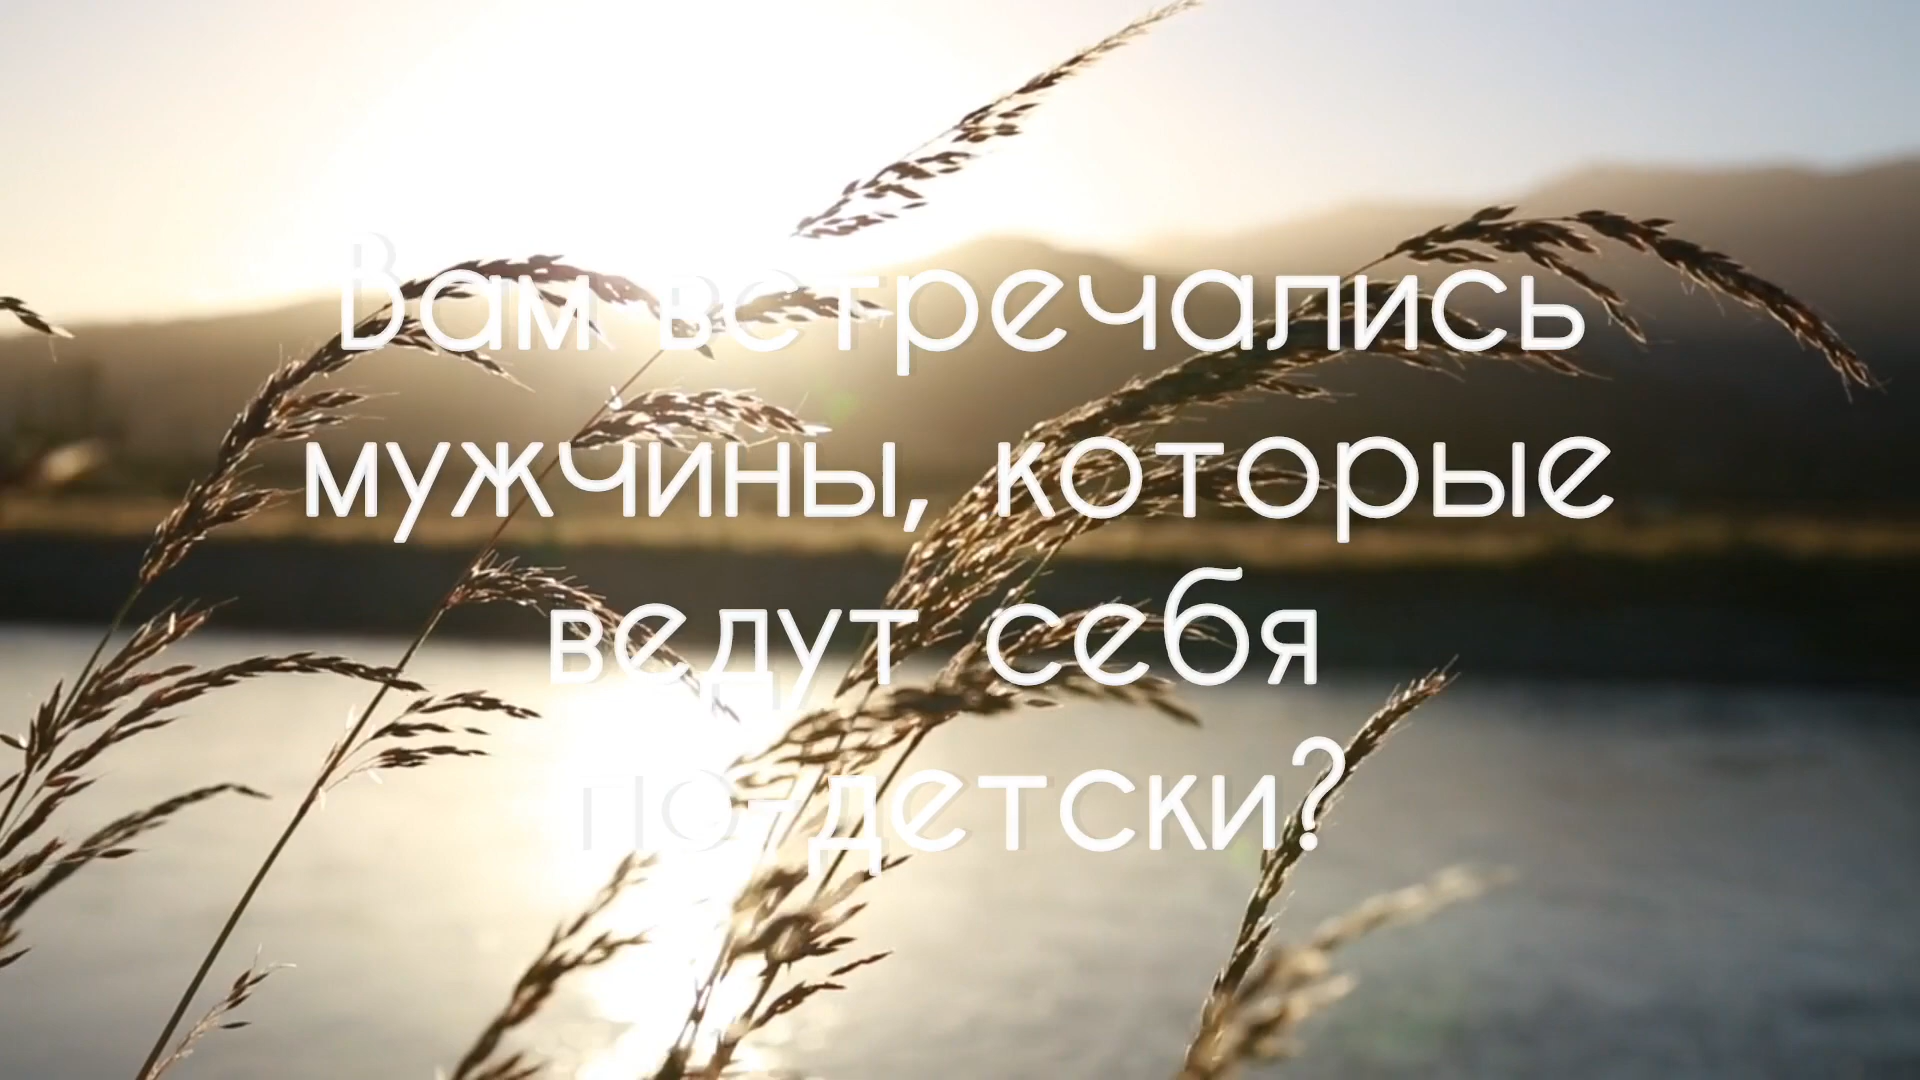 Вам встречались
мужчины, которые
ведут себя
по-детски?